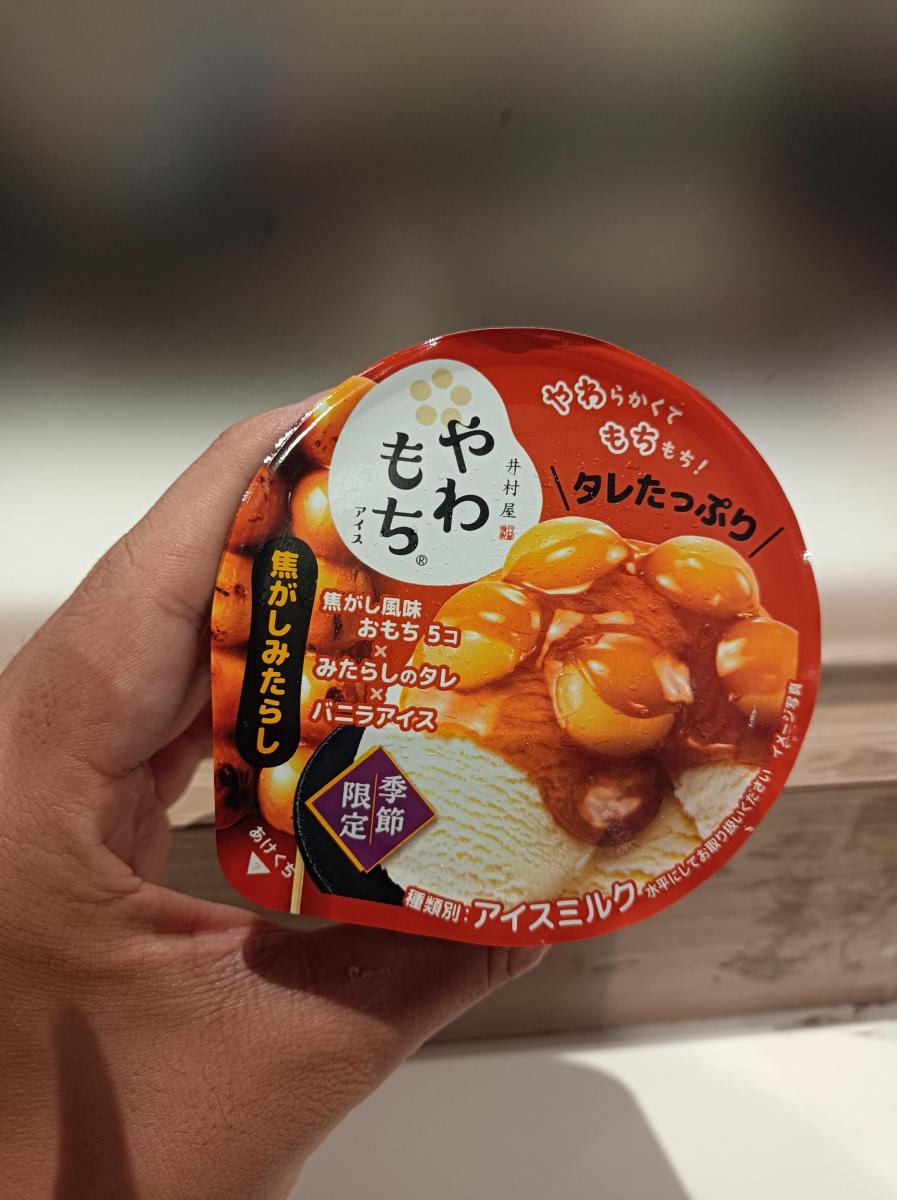 やわらかくて
もちもち！
タレたっぷり
井村屋
やわ
もち
アイス
®
焦がしみたらし
焦がし風味
おもち 5コ
×
みたらしのタレ
×
バニラアイス
季節
限定
あけくち
種類別：アイスミルク
水平にしてお取り扱いください
イメージ写真